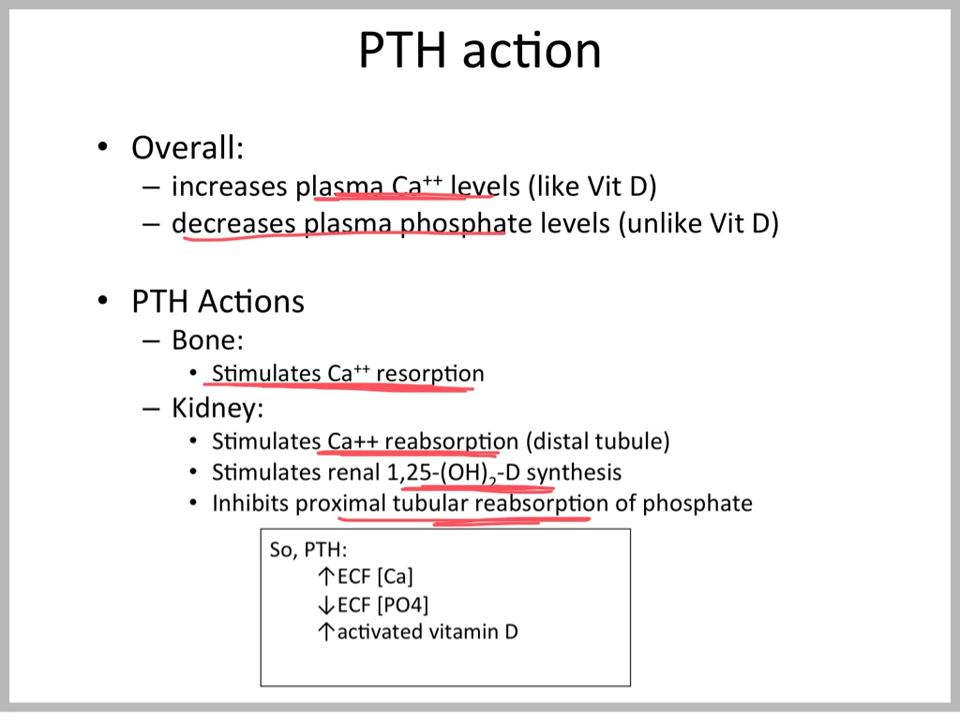 PTH action
• Overall:
– increases plasma Ca⁺⁺ levels (like Vit D)
– decreases plasma phosphate levels (unlike Vit D)
• PTH Actions
– Bone:
• Stimulates Ca⁺⁺ resorption
– Kidney:
• Stimulates Ca++ reabsorption (distal tubule)
• Stimulates renal 1,25-(OH)₂-D synthesis
• Inhibits proximal tubular reabsorption of phosphate
So, PTH:
↑ECF [Ca]
↓ECF [PO4]
↑activated vitamin D